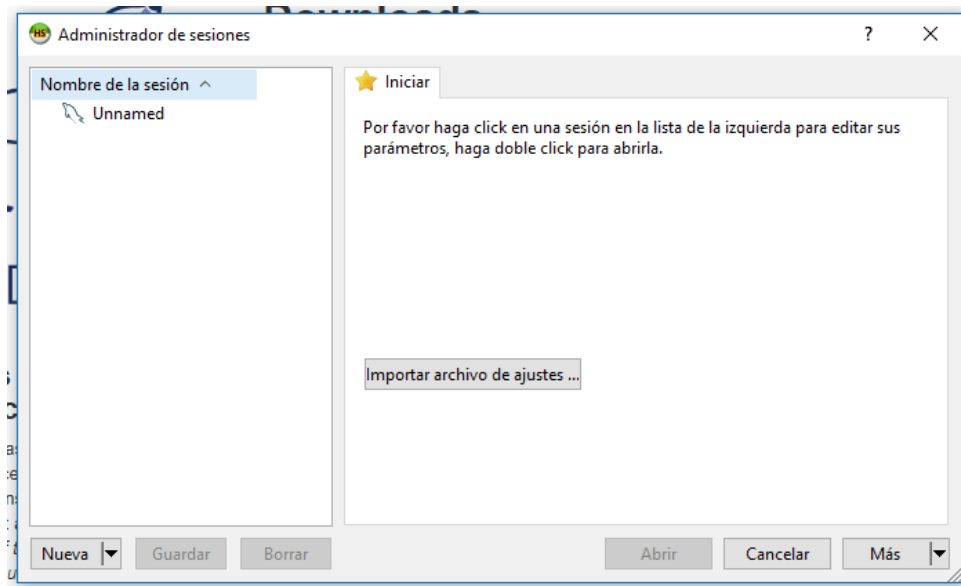 Downloads
HS Administrador de sesiones
Nombre de la sesión
Unnamed
Iniciar
Por favor haga click en una sesión en la lista de la izquierda para editar sus
parámetros, haga doble click para abrirla.
Importar archivo de ajustes ...
Nueva
Guardar
Borrar
Abrir
Cancelar
Más